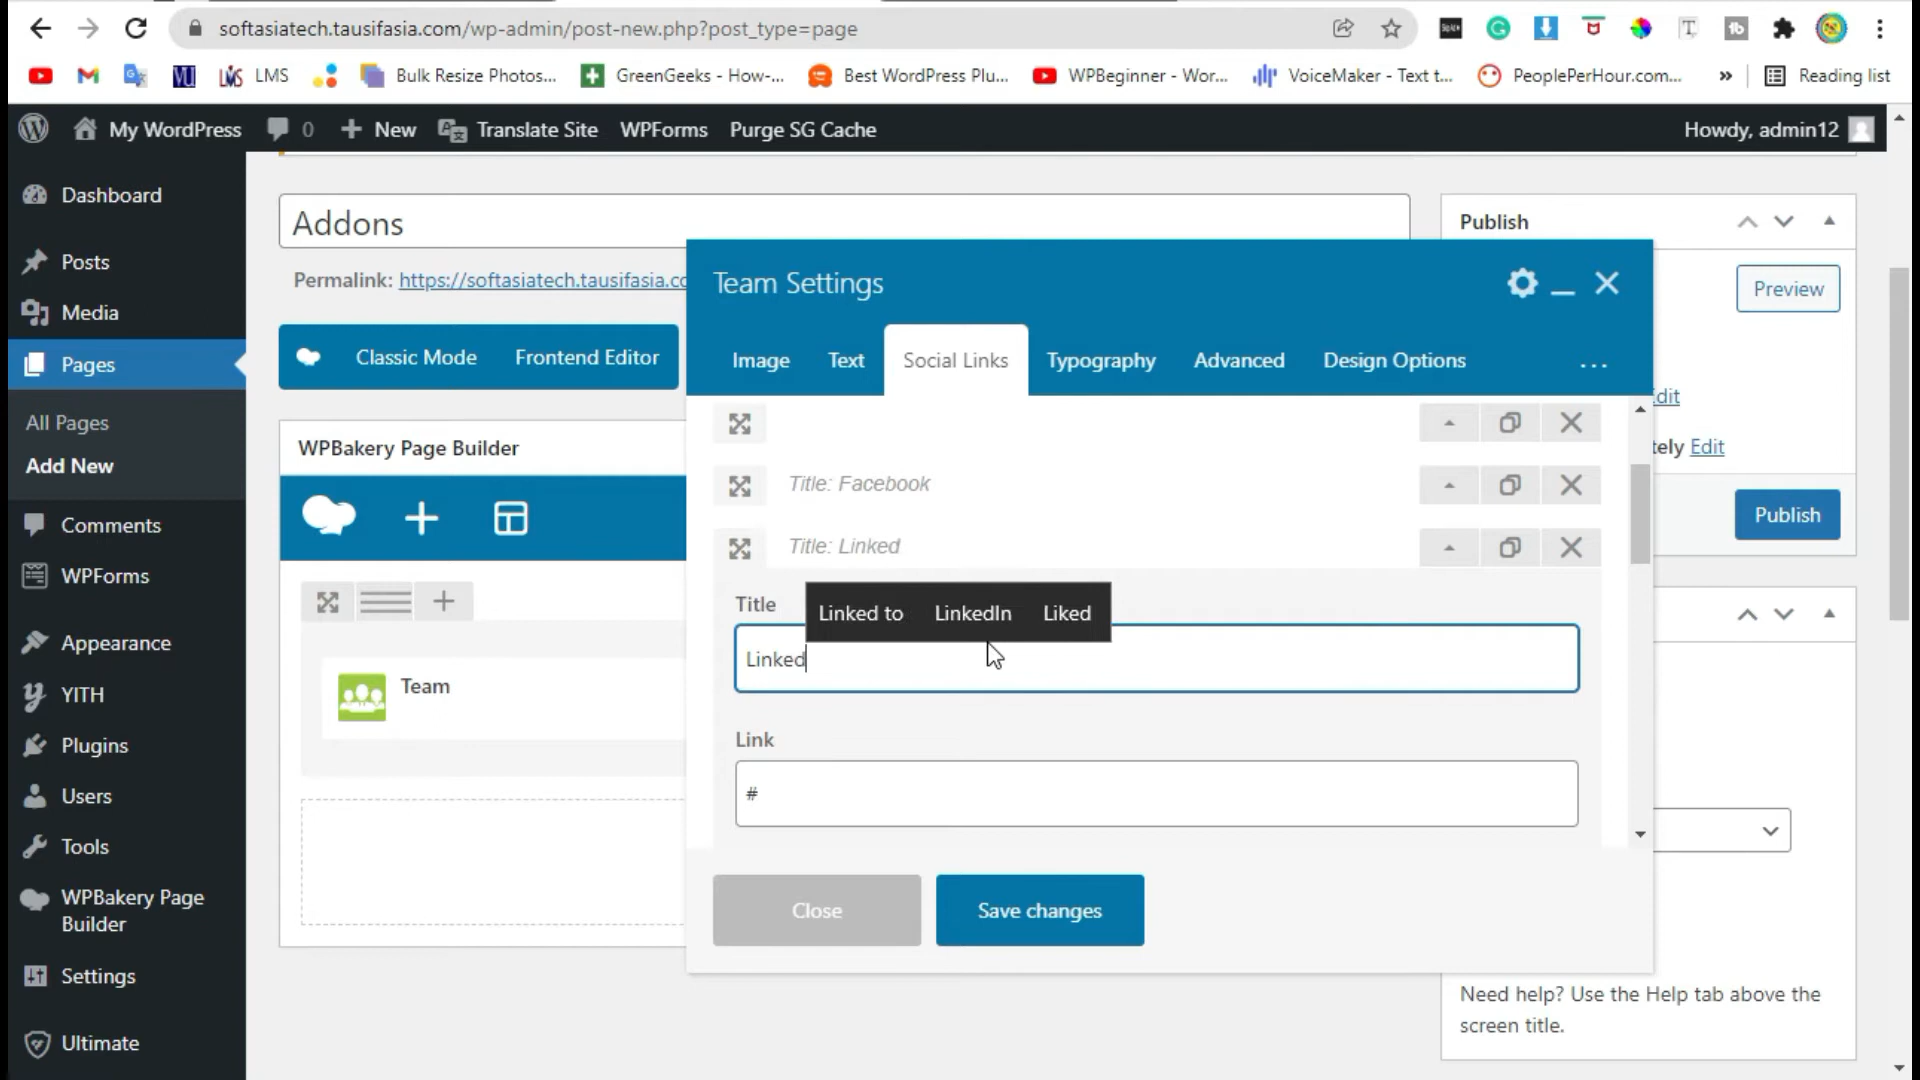 softasiatech.tausifasia.com/wp-admin/post-new.php?post_type=page
LMS
Bulk Resize Photos...
GreenGeeks - How-...
Best WordPress Plu...
WPBeginner - Wor...
VoiceMaker - Text t...
PeoplePerHour.com...
»
Reading list
My WordPress
0
New
Translate Site
WPForms
Purge SG Cache
Howdy, admin12
Dashboard
Posts
Media
Pages
All Pages
Add New
Comments
WPForms
Appearance
YITH
Plugins
Users
Tools
WPBakery Page
Builder
Settings
Ultimate
Addons
Permalink: https://softasiatech.tausifasia.co
Classic Mode
Frontend Editor
WPBakery Page Builder
Team
Team Settings
Image
Text
Social Links
Typography
Advanced
Design Options
...
Title: Facebook
Title: Linked
Title
Linked to
LinkedIn
Liked
Linked
Link
#
Close
Save changes
Publish
Preview
Edit
tely Edit
Publish
Need help? Use the Help tab above the
screen title.